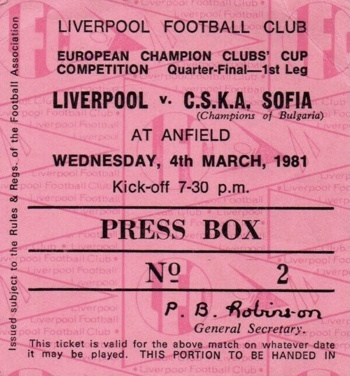 LIVERPOOL FOOTBALL CLUB
EUROPEAN CHAMPION CLUBS' CUP
COMPETITION Quarter-Final—1st Leg
LIVERPOOL v. C.S.K.A. SOFIA
(Champions of Bulgaria)
AT ANFIELD
WEDNESDAY, 4th MARCH, 1981
Kick-off 7-30 p.m.
PRESS BOX
No 2
P. B. Robinson
General Secretary.
This ticket is valid for the above match on whatever date
it may be played. THIS PORTION TO BE HANDED IN
Issued subject to the Rules & Regs. of the Football Association